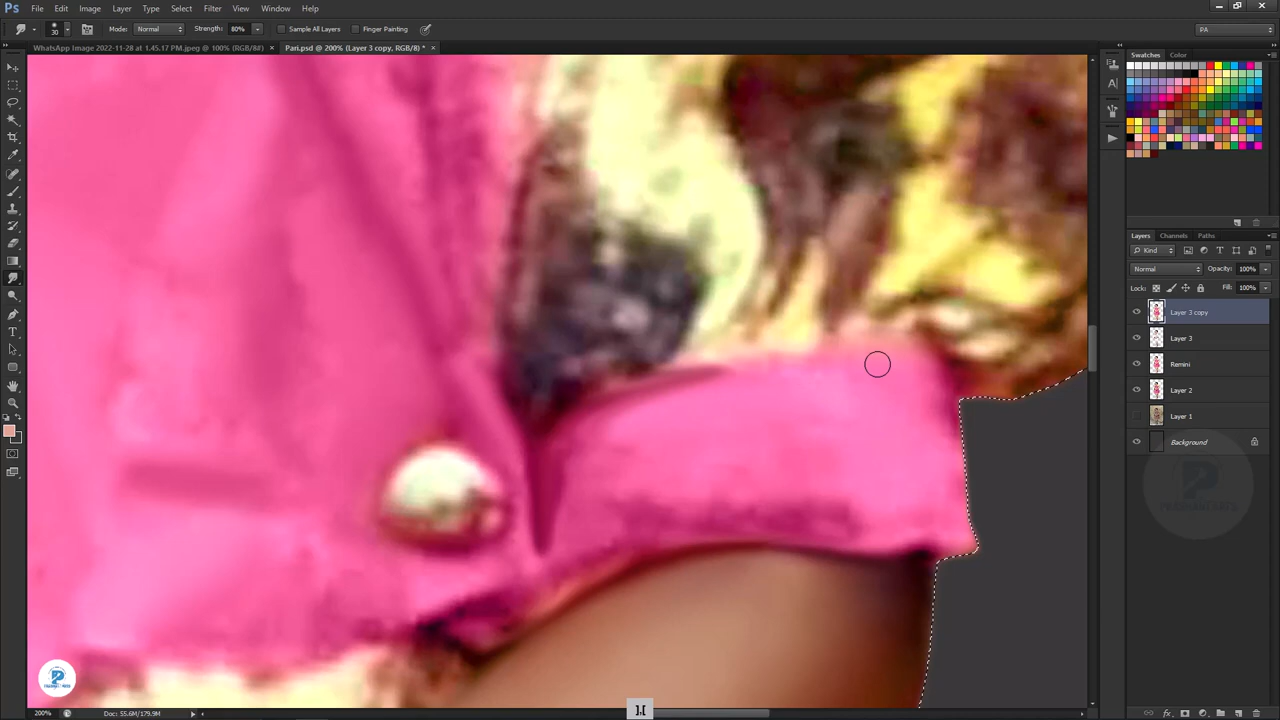 Ps File Edit Image Layer Type Select Filter View Window Help
30 Mode: Normal Strength: 80% Sample All Layers Finger Painting PA
WhatsApp Image 2022-11-28 at 1.45.17 PM.jpeg @ 100% (RGB/8#) × Pari.psd @ 200% (Layer 3 copy, RGB/8) * ×
Swatches Color
Layers Channels Paths
Kind
Normal Opacity: 100%
Lock: Fill: 100%
Layer 3 copy
Layer 3
Remini
Layer 2
Layer 1
Background
].[
200% Doc: 55.6M/179.9M